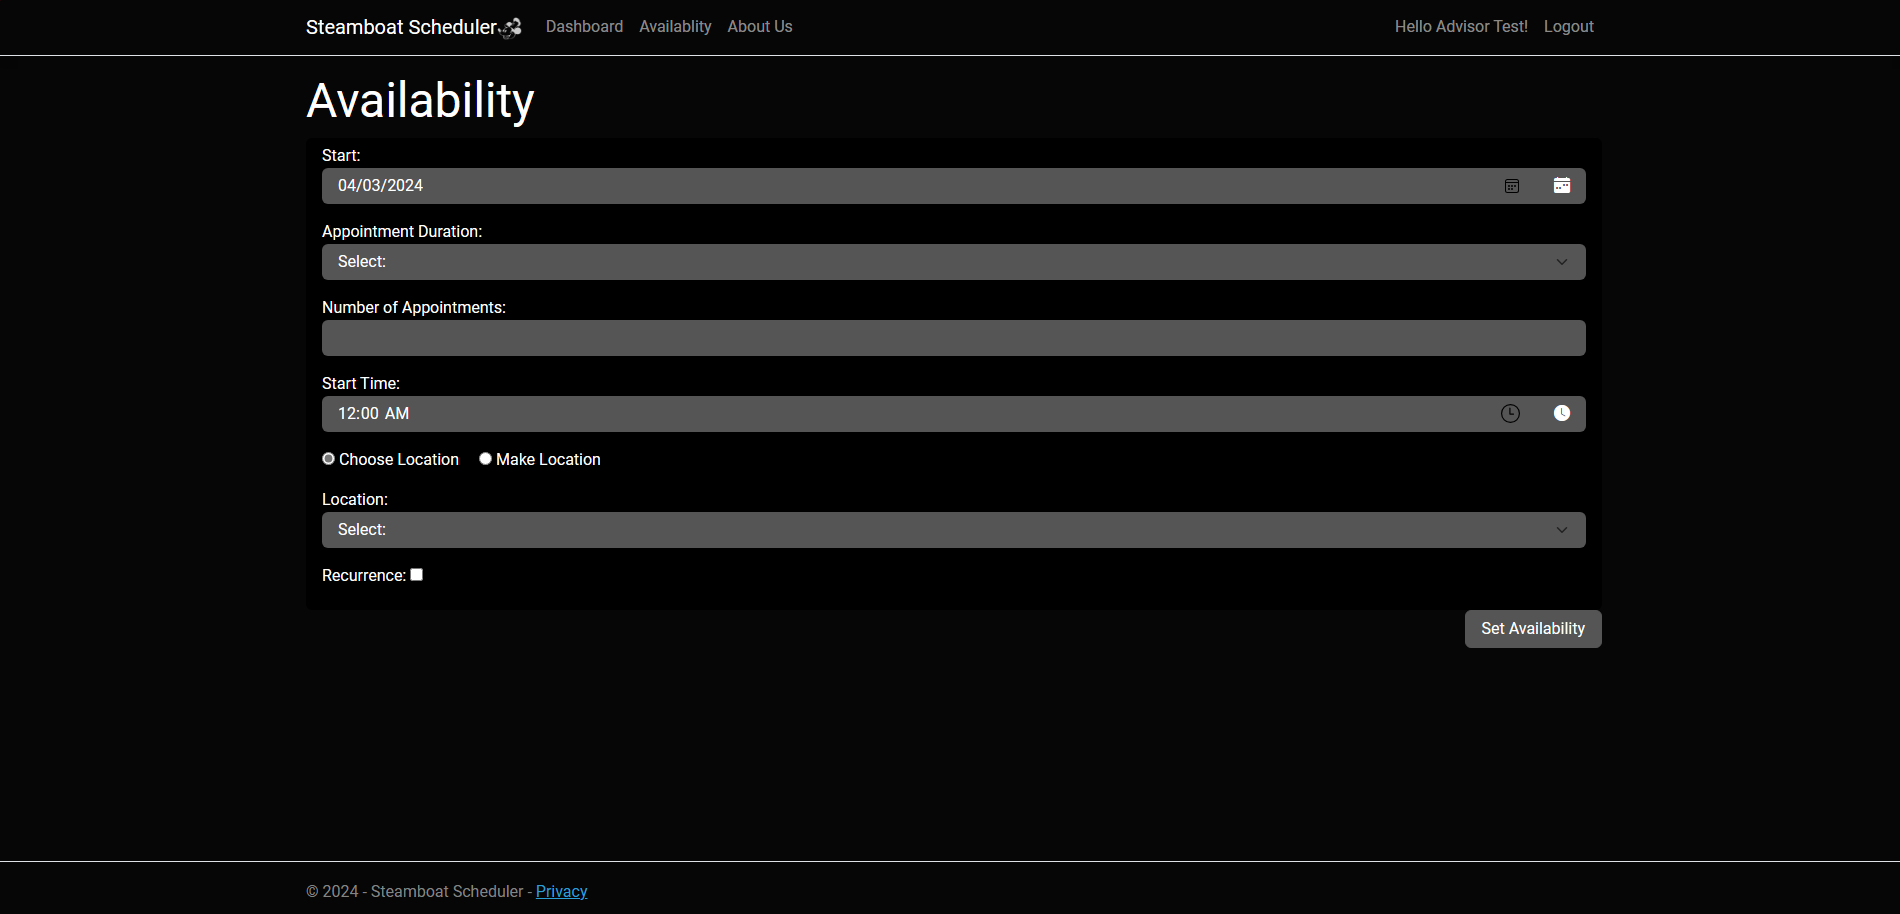 Steamboat Scheduler Dashboard Availablity About Us Hello Advisor Test! Logout
Availability
Start:
04/03/2024
Appointment Duration:
Select:
Number of Appointments:
Start Time:
12:00 AM
Choose Location Make Location
Location:
Select:
Recurrence:
Set Availability
© 2024 - Steamboat Scheduler - Privacy